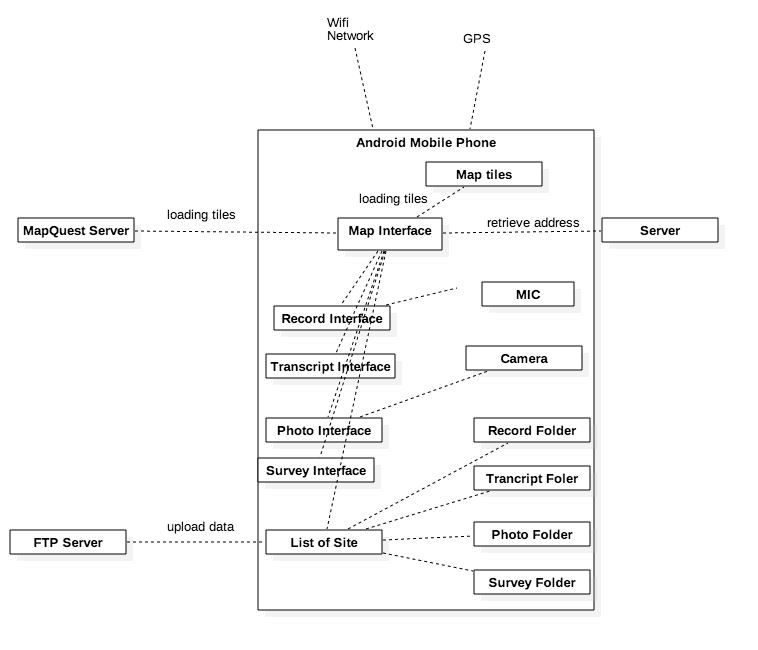 Wifi
Network
GPS
Android Mobile Phone
Map tiles
loading tiles
loading tiles
retrieve address
MapQuest Server
Map Interface
Server
MIC
Record Interface
Transcript Interface
Camera
Photo Interface
Record Folder
Survey Interface
Trancript Foler
upload data
FTP Server
List of Site
Photo Folder
Survey Folder